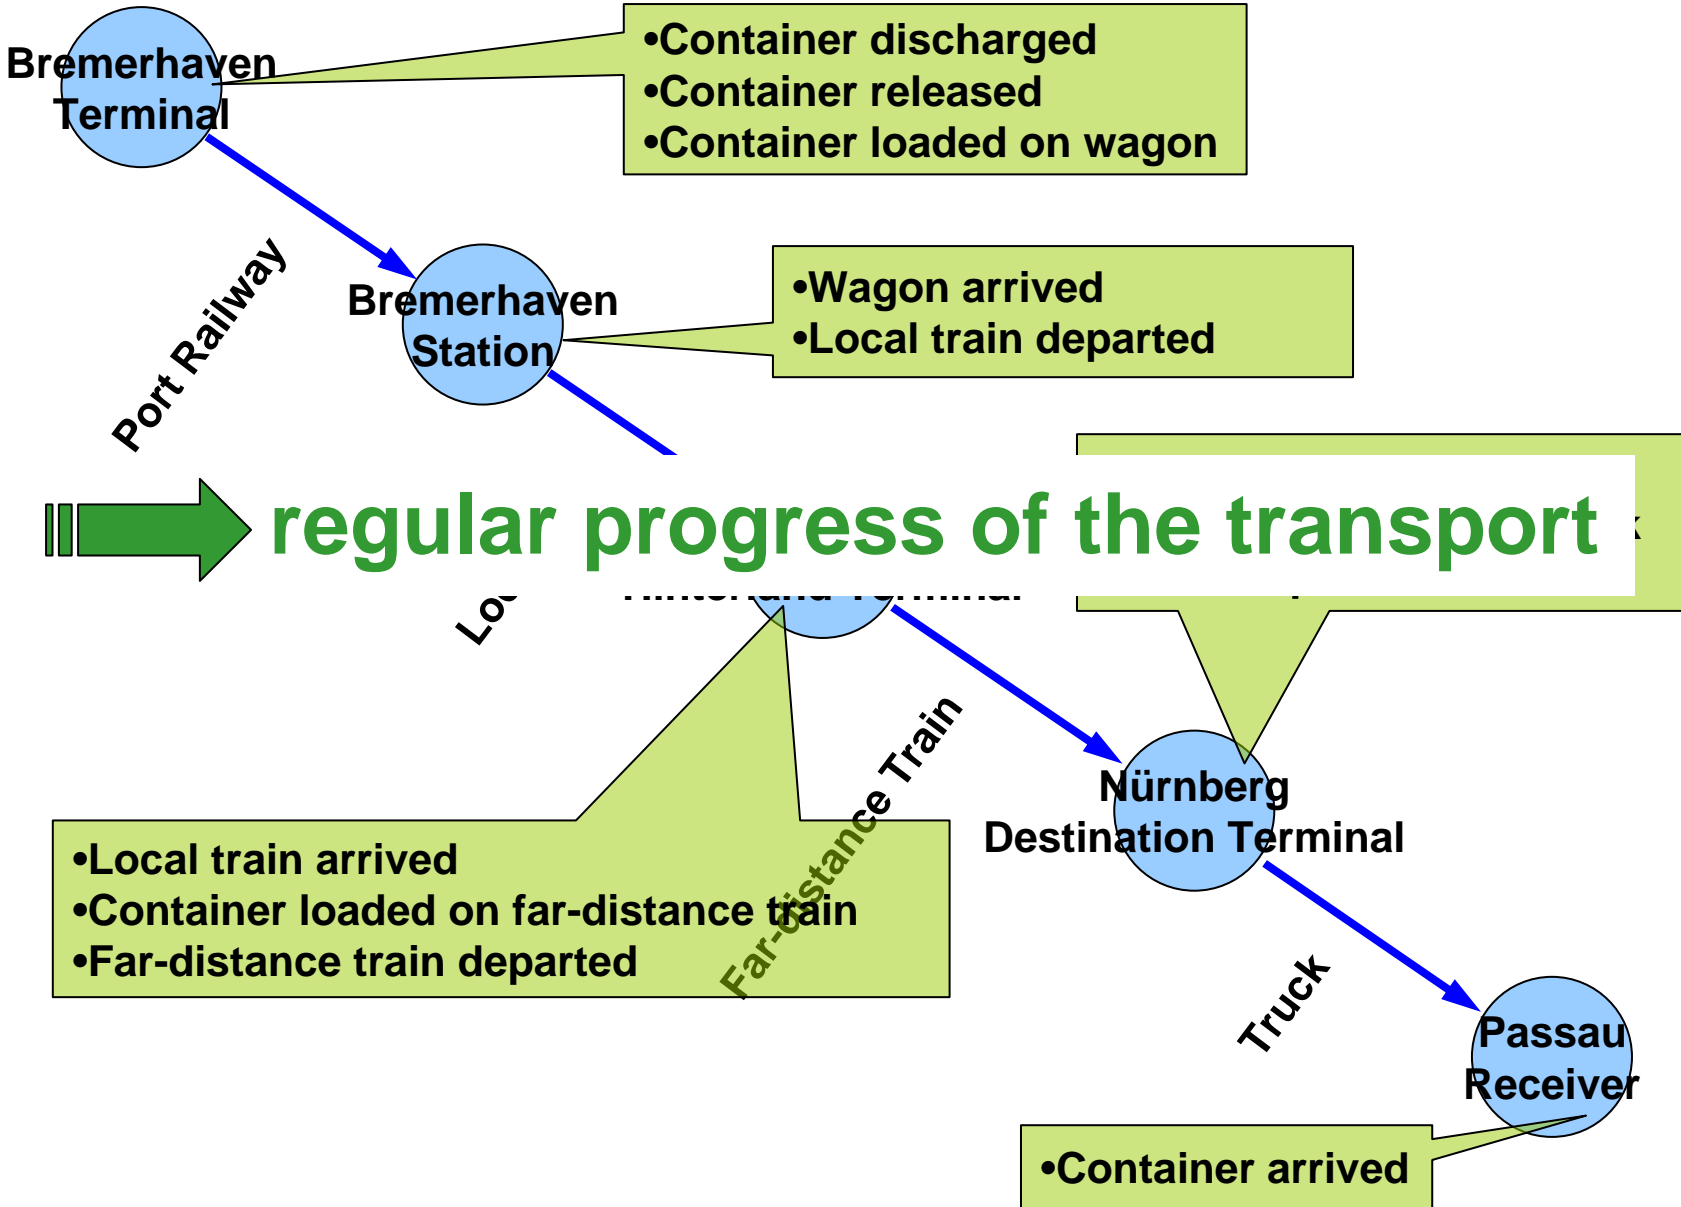 Bremerhaven
Terminal
•Container discharged
•Container released
•Container loaded on wagon
Port Railway
Bremerhaven
Station
•Wagon arrived
•Local train departed
regular progress of the transport
Terminal
•Local train arrived
•Container loaded on far-distance train
•Far-distance train departed
Far-distance Train
Nürnberg
Destination Terminal
Truck
Passau
Receiver
•Container arrived